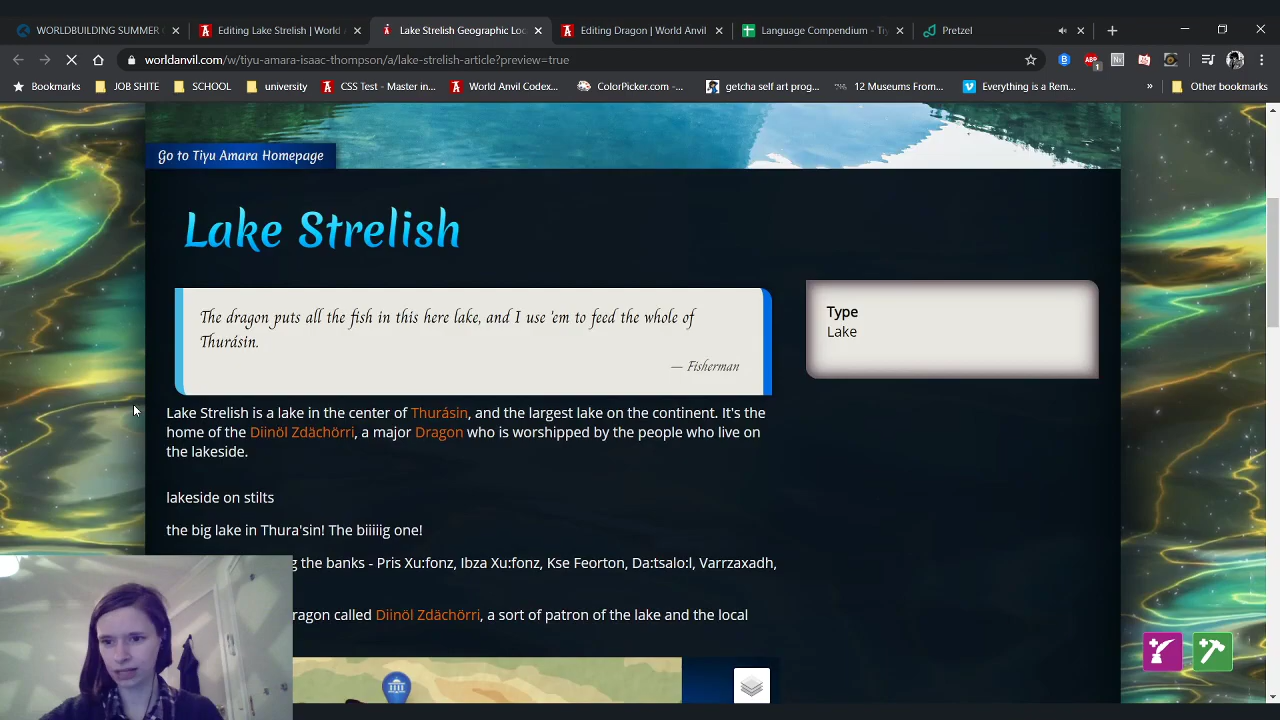 WORLDBUILDING SUMMER
Editing Lake Strelish | World
Lake Strelish Geographic Loc
Editing Dragon | World Anvil
Language Compendium - Tiy
Pretzel
worldanvil.com/w/tiyu-amara-isaac-thompson/a/lake-strelish-article?preview=true
ABP
1
Bookmarks
JOB SHITE
SCHOOL
university
CSS Test - Master in...
World Anvil Codex...
ColorPicker.com -...
getcha self art prog...
12 Museums From...
Everything is a Rem...
»
Other bookmarks
Go to Tiyu Amara Homepage
Lake Strelish
The dragon puts all the fish in this here lake, and I use 'em to feed the whole of
Thurásin.
— Fisherman
Type
Lake
Lake Strelish is a lake in the center of Thurásin, and the largest lake on the continent. It's the
home of the Diinöl Zdächörri, a major Dragon who is worshipped by the people who live on
the lakeside.
lakeside on stilts
the big lake in Thura'sin! The biiiiig one!
g the banks - Pris Xu:fonz, Ibza Xu:fonz, Kse Feorton, Da:tsalo:l, Varrzaxadh,
ragon called Diinöl Zdächörri, a sort of patron of the lake and the local